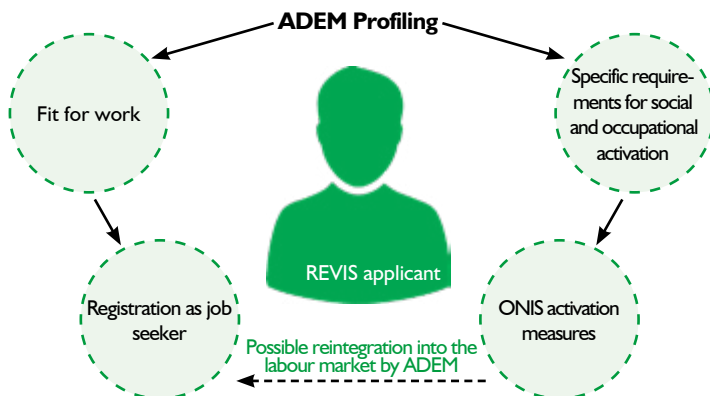 ADEM Profiling
Fit for work
Specific require-
ments for social
and occupational
activation
REVIS applicant
Registration as job
seeker
ONIS activation
measures
Possible reintegration into the
labour market by ADEM